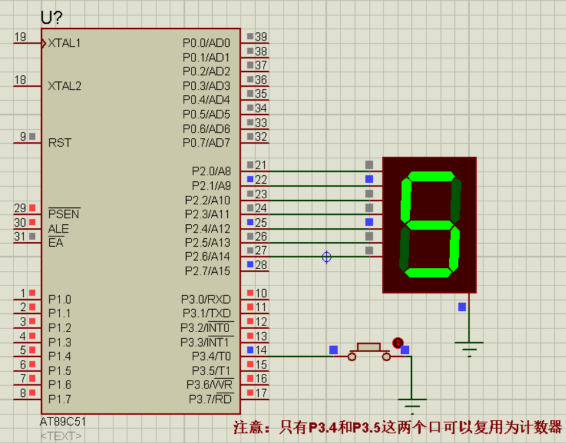 U?
19 XTAL1 P0.0/AD0 39
P0.1/AD1 38
P0.2/AD2 37
18 XTAL2 P0.3/AD3 36
P0.4/AD4 35
P0.5/AD5 34
P0.6/AD6 33
9 RST P0.7/AD7 32
P2.0/A8 21
P2.1/A9 22
P2.2/A10 23
29 PSEN P2.3/A11 24
30 ALE P2.4/A12 25
31 EA P2.5/A13 26
P2.6/A14 27
P2.7/A15 28
1 P1.0 P3.0/RXD 10
2 P1.1 P3.1/TXD 11
3 P1.2 P3.2/INT0 12
4 P1.3 P3.3/INT1 13
5 P1.4 P3.4/T0 14
6 P1.5 P3.5/T1 15
7 P1.6 P3.6/WR 16
8 P1.7 P3.7/RD 17
AT89C51
<TEXT>
5
注意：只有P3.4和P3.5这两个口可以复用为计数器